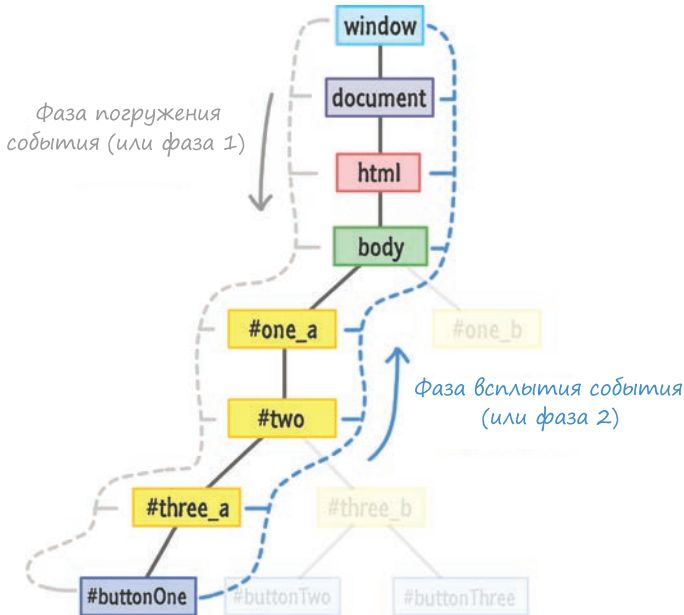 window
document
Фаза погружения
события (или фаза 1)
html
body
#one_a
#one_b
Фаза всплытия события
(или фаза 2)
#two
#three_a
#three_b
#buttonOne
#buttonTwo
#buttonThree